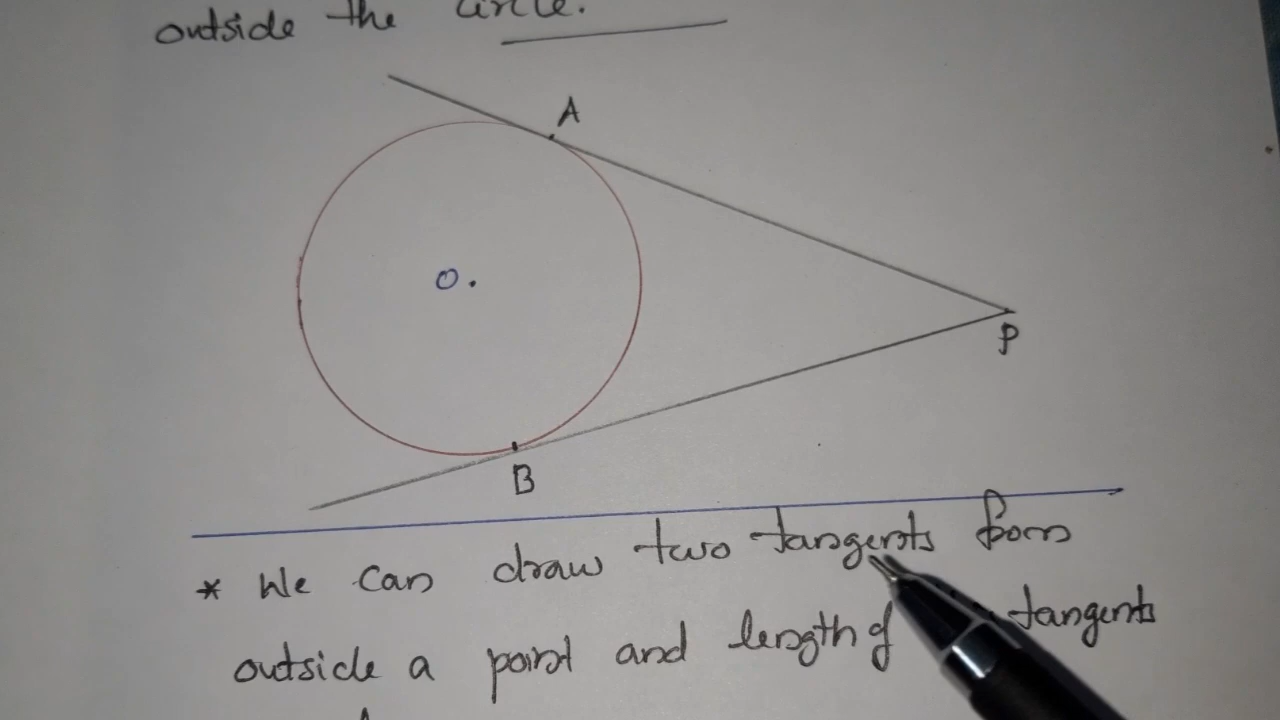 outside the circle.
A
O.
P
B
* We can draw two tangents from
outside a point and length of tangents